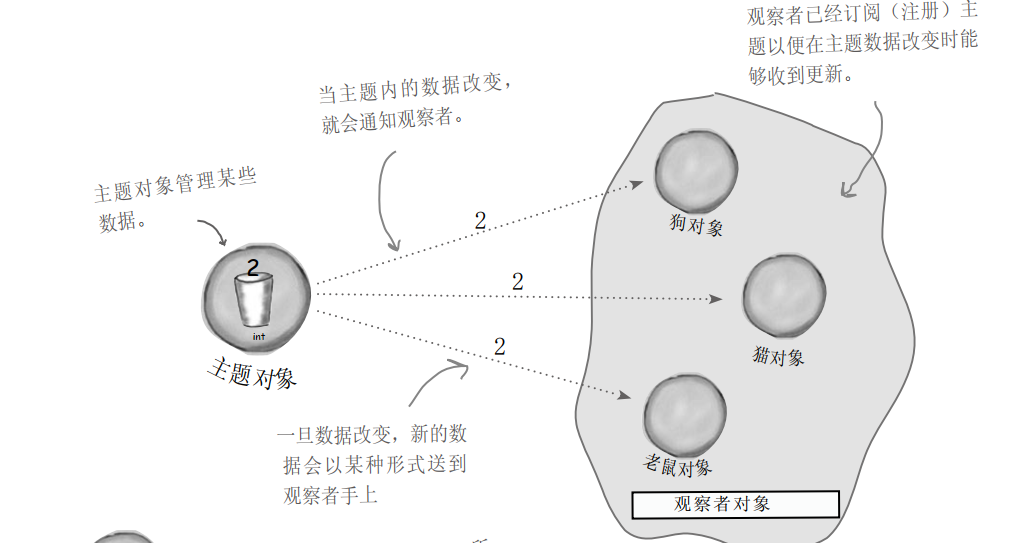 观察者已经订阅（注册）主
题以便在主题数据改变时能
够收到更新。
当主题内的数据改变，
就会通知观察者。
主题对象管理某些
数据。
2
int
主题对象
2
2
2
狗对象
猫对象
老鼠对象
观察者对象
一旦数据改变，新的数
据会以某种形式送到
观察者手上